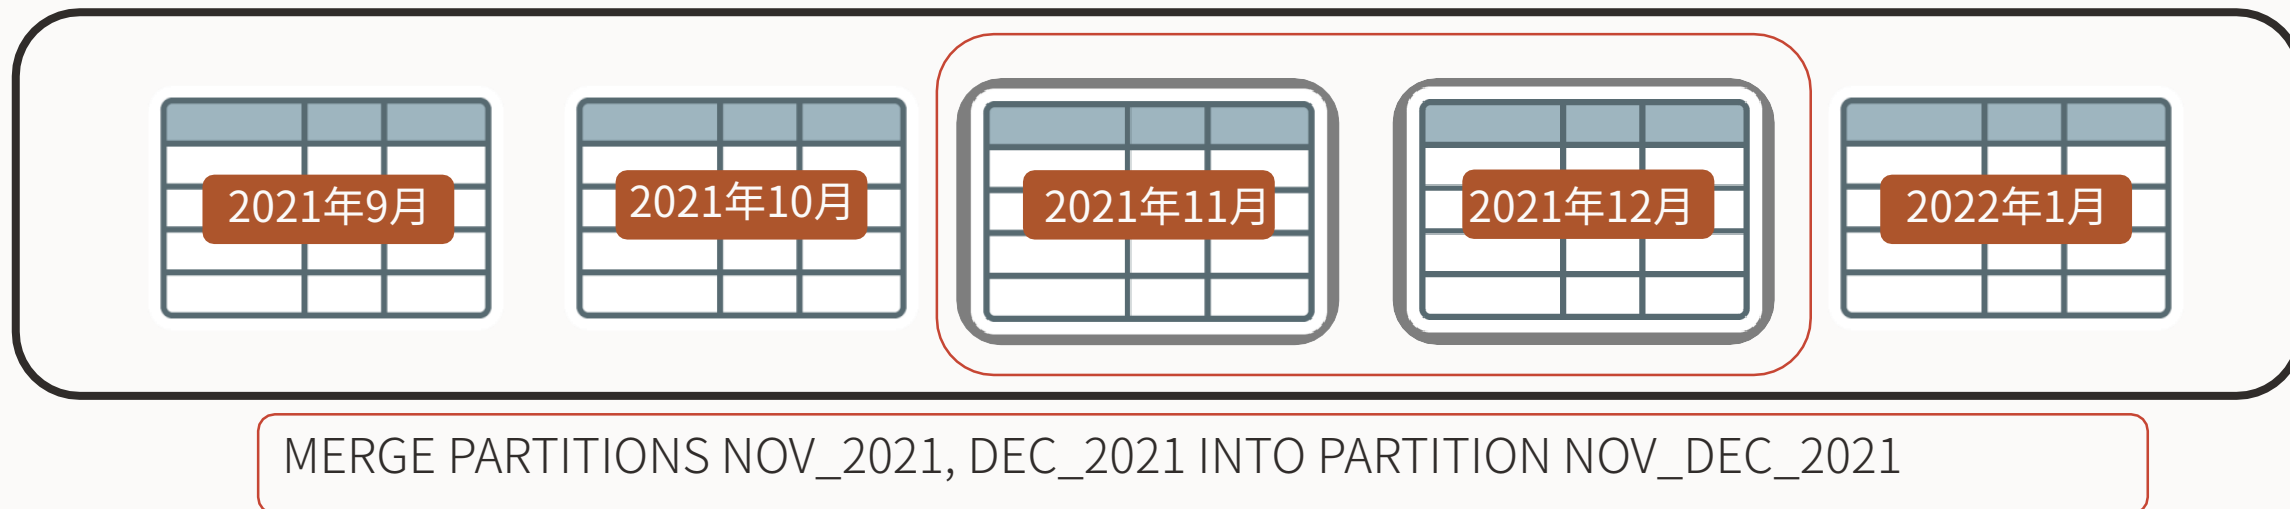 2021年9月
2021年10月
2021年11月
2021年12月
2022年1月
MERGE PARTITIONS NOV_2021, DEC_2021 INTO PARTITION NOV_DEC_2021